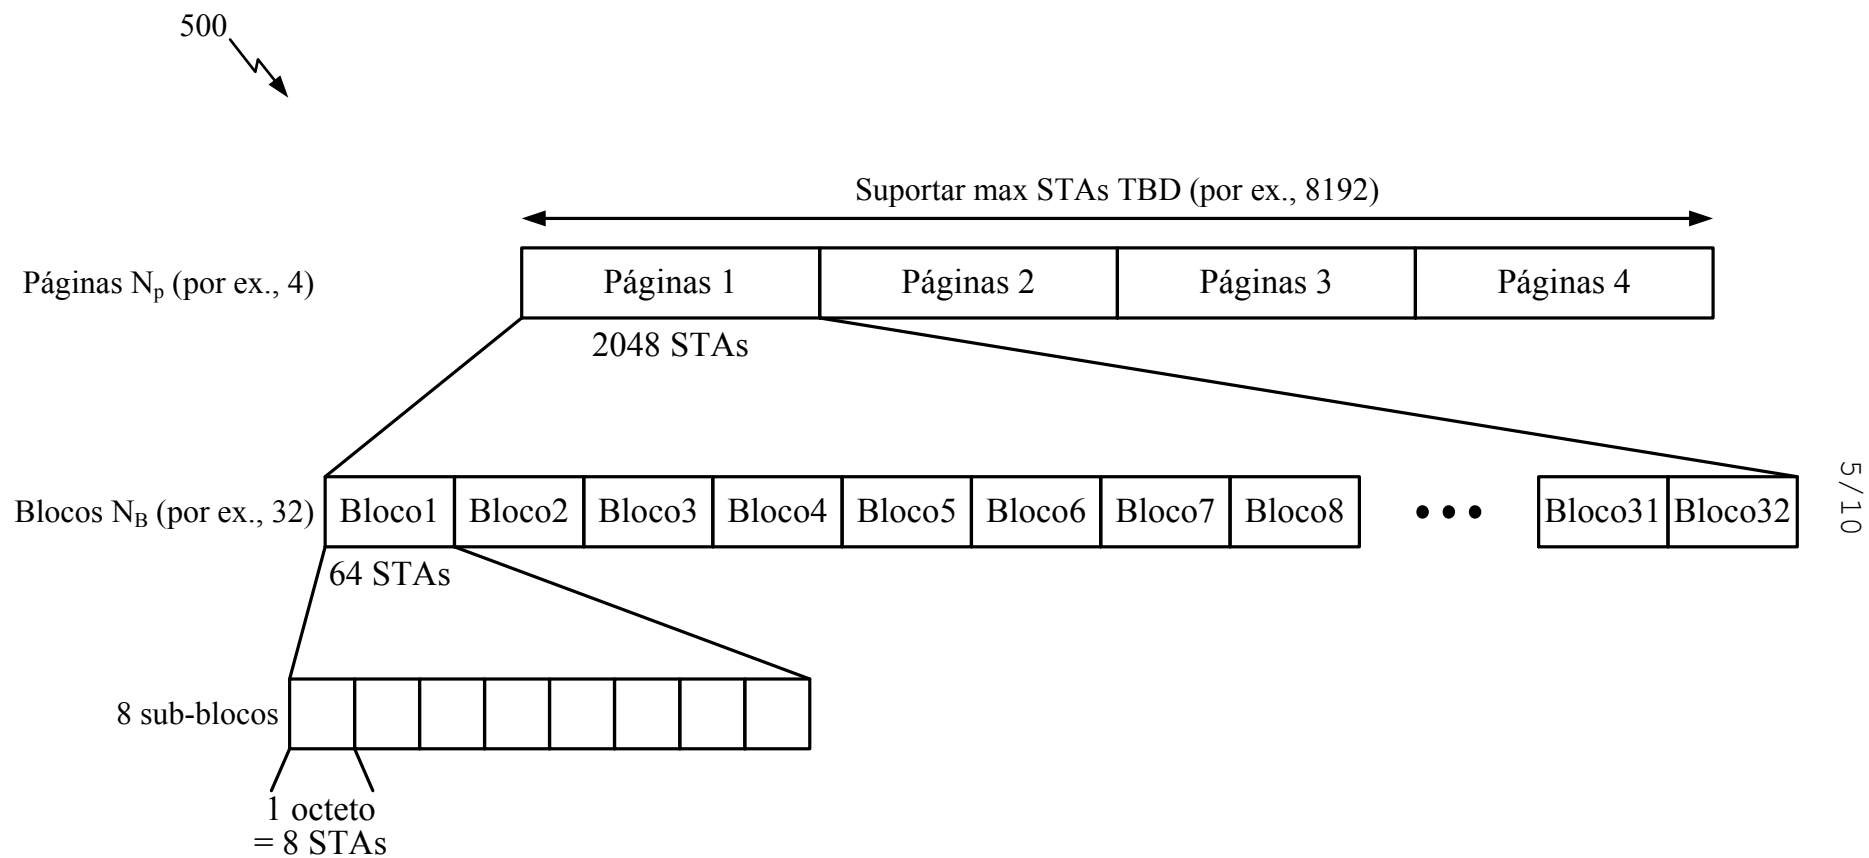 500
Suportar max STAs TBD (por ex., 8192)
Páginas Np (por ex., 4)
Páginas 1
Páginas 2
Páginas 3
Páginas 4
2048 STAs
Blocos NB (por ex., 32)
Bloco1
Bloco2
Bloco3
Bloco4
Bloco5
Bloco6
Bloco7
Bloco8
Bloco31
Bloco32
5/10
64 STAs
8 sub-blocos
1 octeto
= 8 STAs